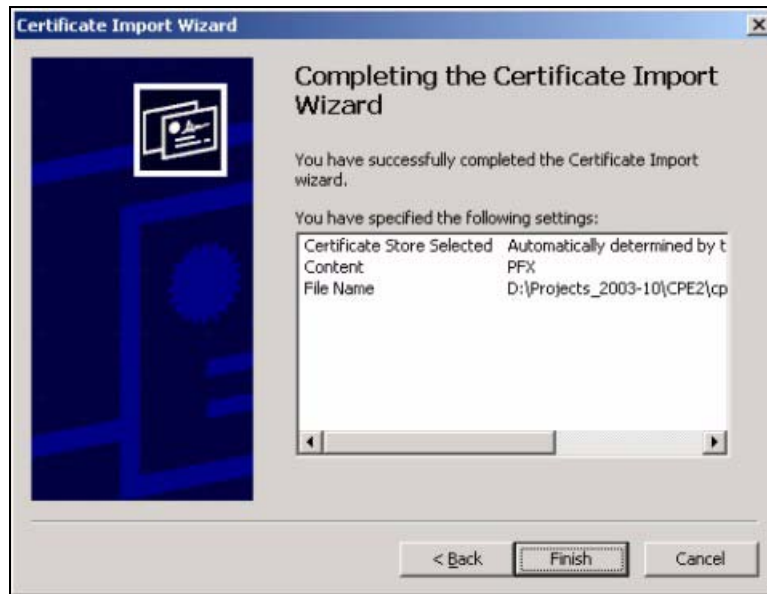 Certificate Import Wizard
Completing the Certificate Import
Wizard
You have successfully completed the Certificate Import
wizard.
You have specified the following settings:
Certificate Store Selected Automatically determined by t
Content PFX
File Name D:\Projects_2003-10\CPE2\cp
< Back Finish Cancel